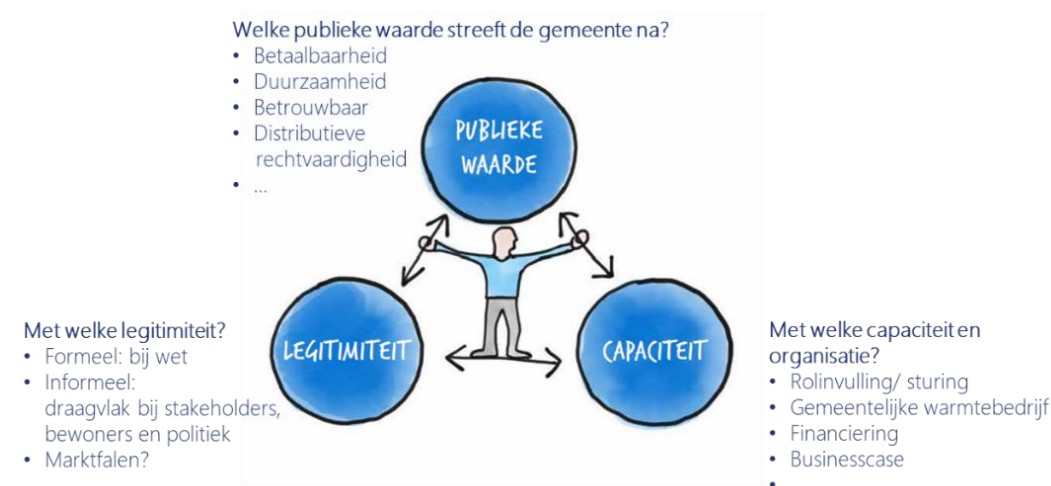 Welke publieke waarde streeft de gemeente na?
• Betaalbaarheid
• Duurzaamheid
• Betrouwbaar
• Distributieve
rechtvaardigheid
• ...
PUBLIEKE
WAARDE
LEGITIMITEIT
CAPACITEIT
Met welke legitimiteit?
• Formeel: bij wet
• Informeel:
draagvlak bij stakeholders,
bewoners en politiek
• Marktfalen?
Met welke capaciteit en
organisatie?
• Rolinvulling/ sturing
• Gemeentelijke warmtebedrijf
• Financiering
• Businesscase
•